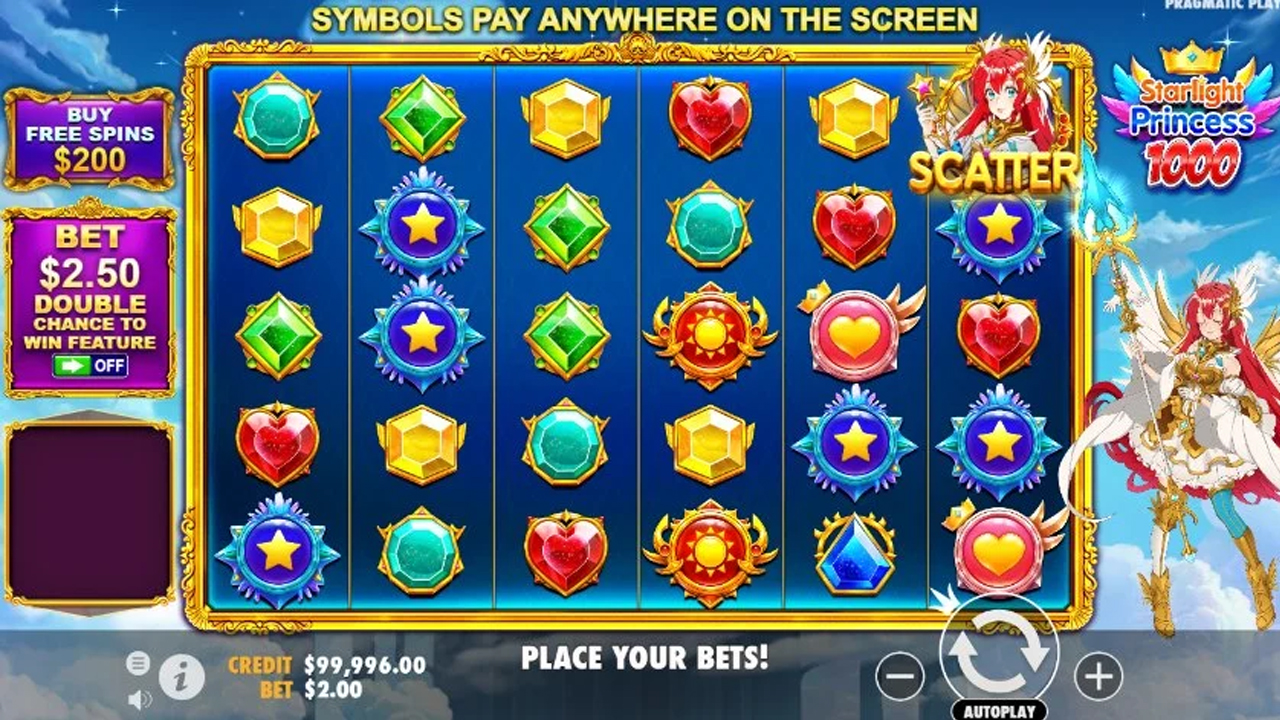 SYMBOLS PAY ANYWHERE ON THE SCREEN
PRAGMATIC PLAY
BUY
FREE SPINS
$200
BET
$2.50
DOUBLE
CHANCE TO
WIN FEATURE
OFF
SCATTER
Starlight
Princess
1000
CREDIT $99,996.00
BET $2.00
PLACE YOUR BETS!
AUTOPLAY